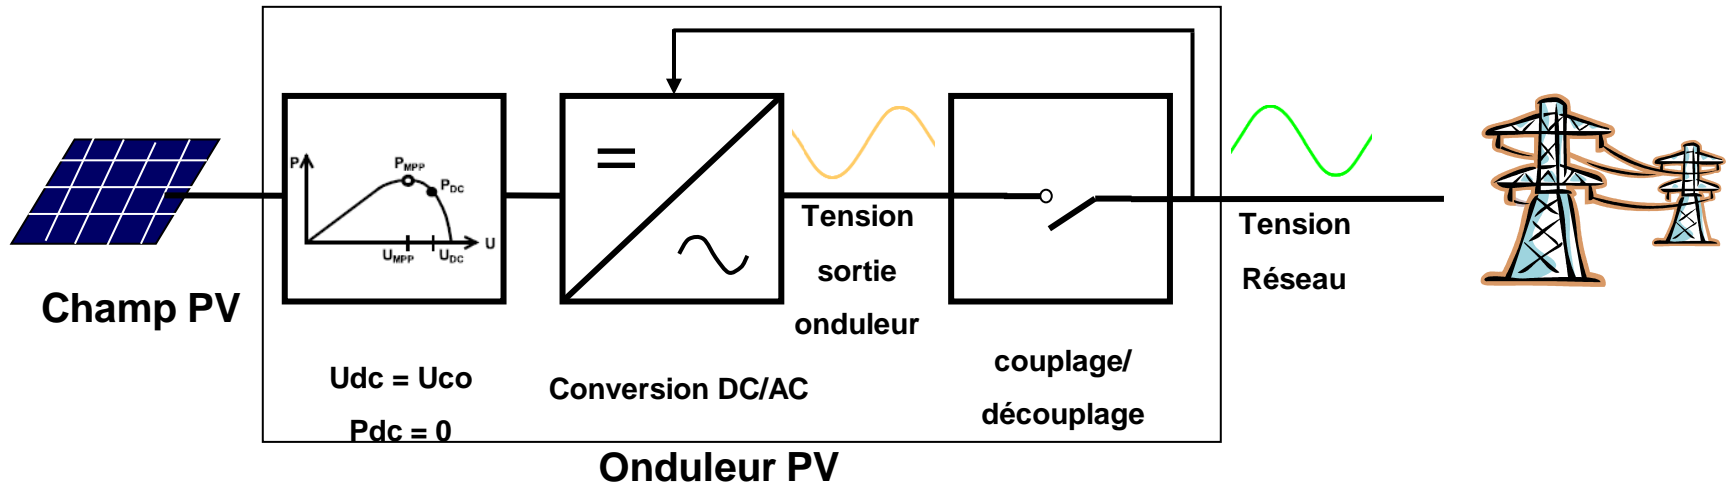 P
PMPP
PDC
U
UMPP
UDC
=
Tension
sortie
onduleur
Tension
Réseau
Champ PV
Udc = Uco
Pdc = 0
Conversion DC/AC
couplage/
découplage
Onduleur PV